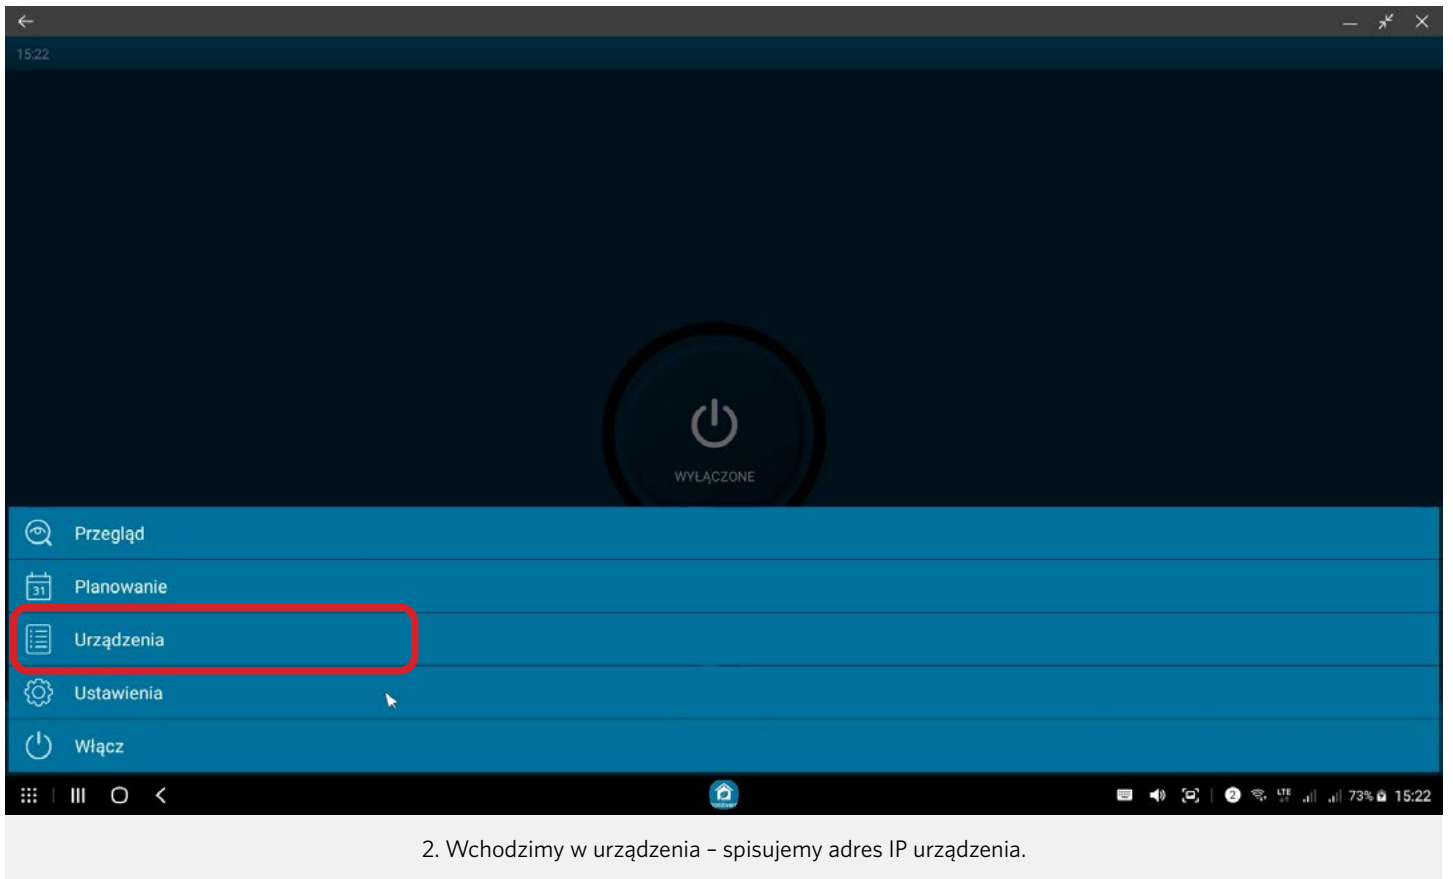 15:22
WYŁĄCZONE
Przegląd
31
Planowanie
Urządzenia
Ustawienia
Włącz
2
LTE
73%
15:22
2. Wchodzimy w urządzenia – spisujemy adres IP urządzenia.